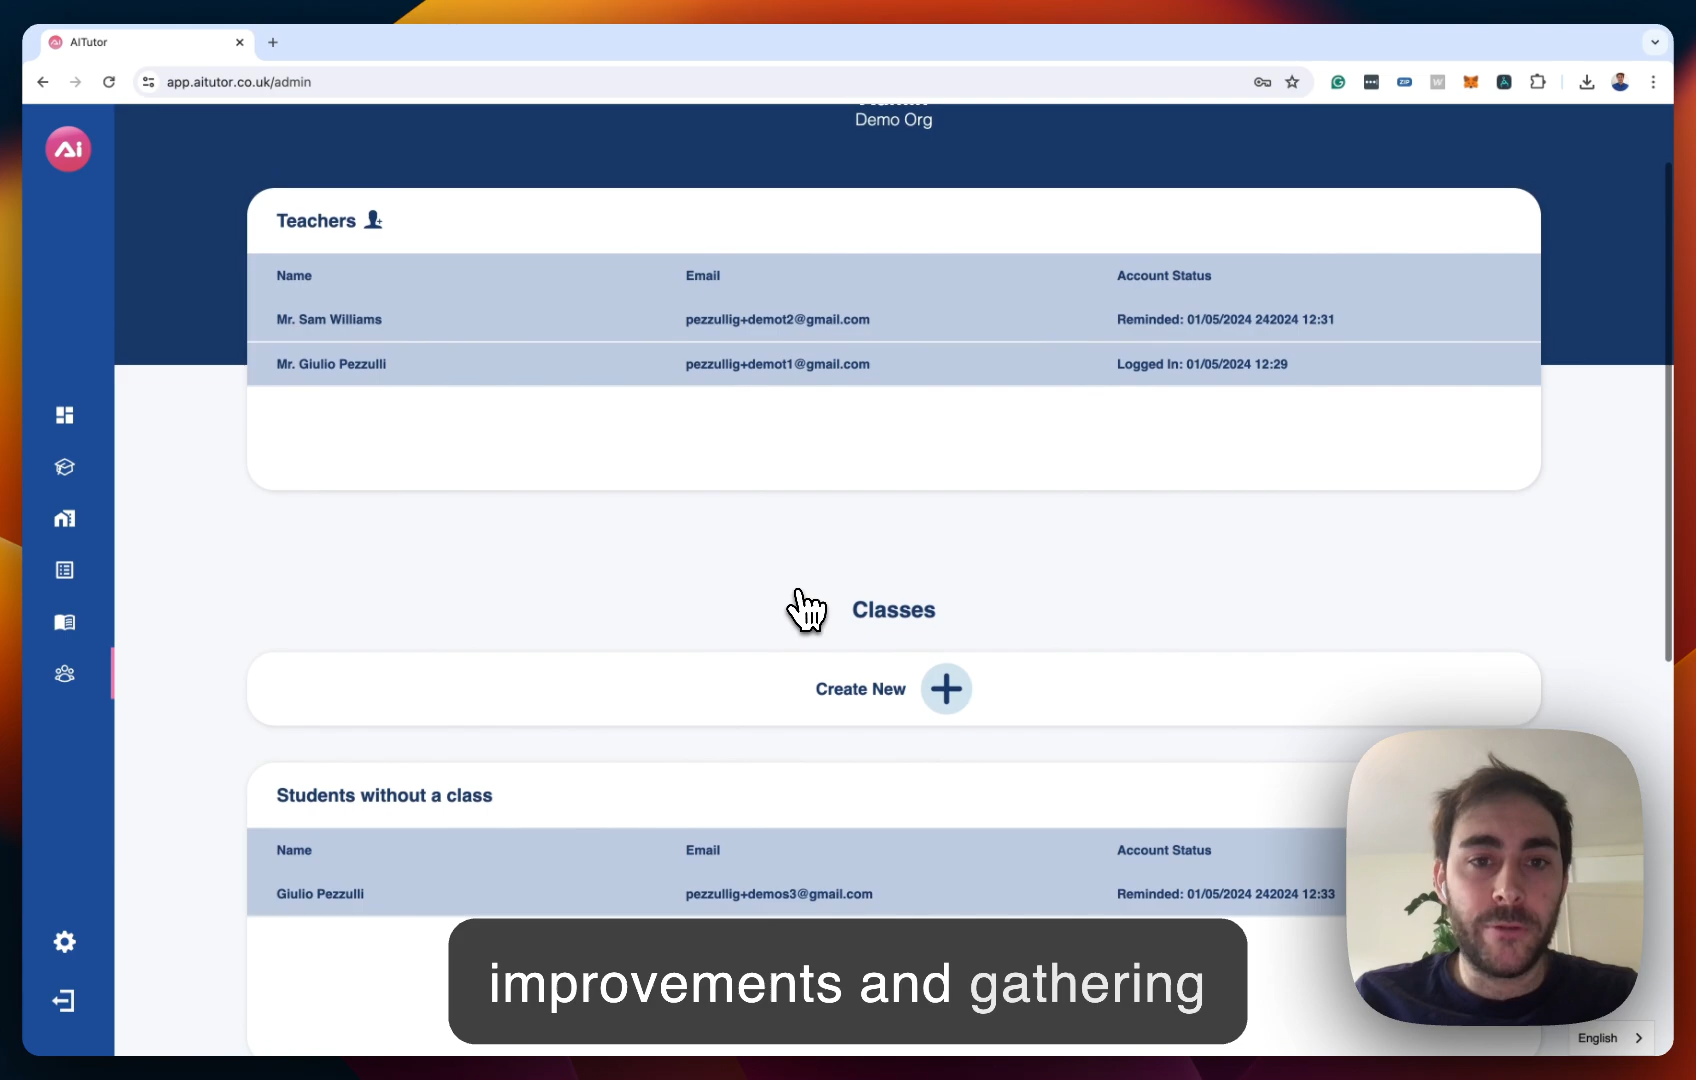 AITutor
app.aitutor.co.uk/admin
Demo Org
Teachers
Name Email Account Status
Mr. Sam Williams pezzullig+demot2@gmail.com Reminded: 01/05/2024 242024 12:31
Mr. Giulio Pezzulli pezzullig+demot1@gmail.com Logged In: 01/05/2024 12:29
Classes
Create New
Students without a class
Name Email Account Status
Giulio Pezzulli pezzullig+demos3@gmail.com Reminded: 01/05/2024 242024 12:33
improvements and gathering
English